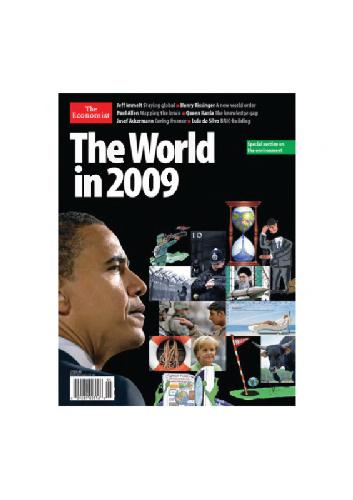 The
Economist
Jeff Immelt Staying global ■ Henry Kissinger A new world order
Paul Allen Mapping the brain ■ Queen Rania The knowledge gap
Josef Ackermann Saving finance ■ Lula da Silva BRIC-building
The World
in 2009
Special section on
the environment